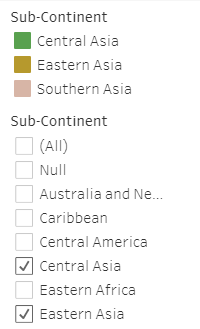 Sub-Continent
Central Asia
Eastern Asia
Southern Asia
Sub-Continent
(All)
Null
Australia and Ne...
Caribbean
Central America
Central Asia
Eastern Africa
Eastern Asia